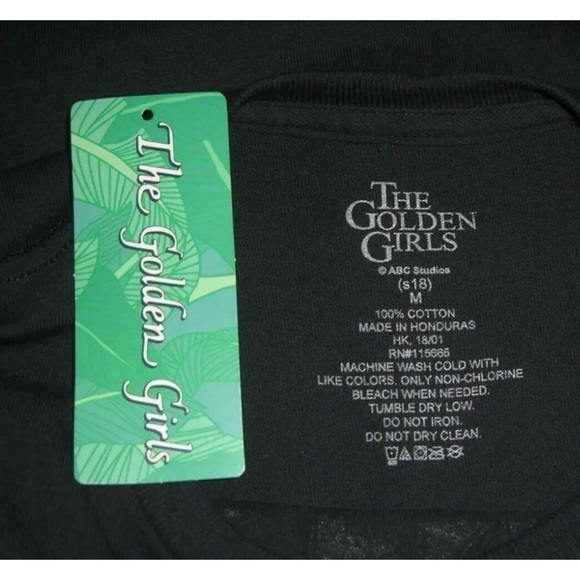 The Golden Girls
THE
GOLDEN
GIRLS
© ABC Studios
(s18)
M
100% COTTON
MADE IN HONDURAS
HK, 18/01
RN#115665
MACHINE WASH COLD WITH
LIKE COLORS. ONLY NON-CHLORINE
BLEACH WHEN NEEDED.
TUMBLE DRY LOW.
DO NOT IRON.
DO NOT DRY CLEAN.